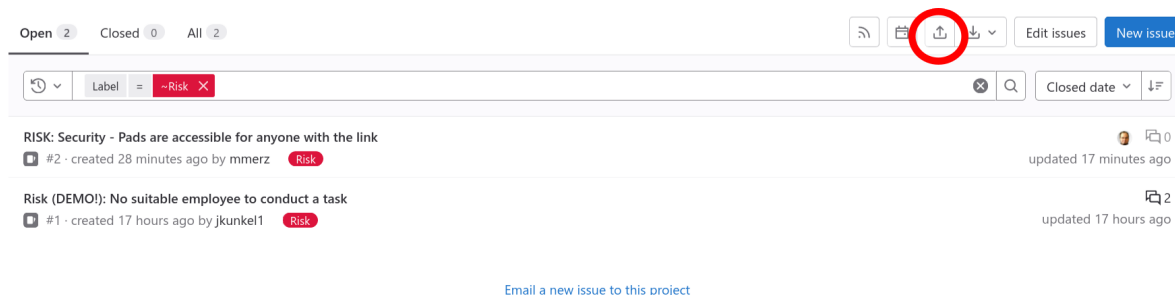 Open 2 Closed 0 All 2 Edit issues New issue
Label = ~Risk Closed date
RISK: Security - Pads are accessible for anyone with the link 0
#2 · created 28 minutes ago by mmerz Risk updated 17 minutes ago
Risk (DEMO!): No suitable employee to conduct a task 2
#1 · created 17 hours ago by jkunkel1 Risk updated 17 hours ago
Email a new issue to this project